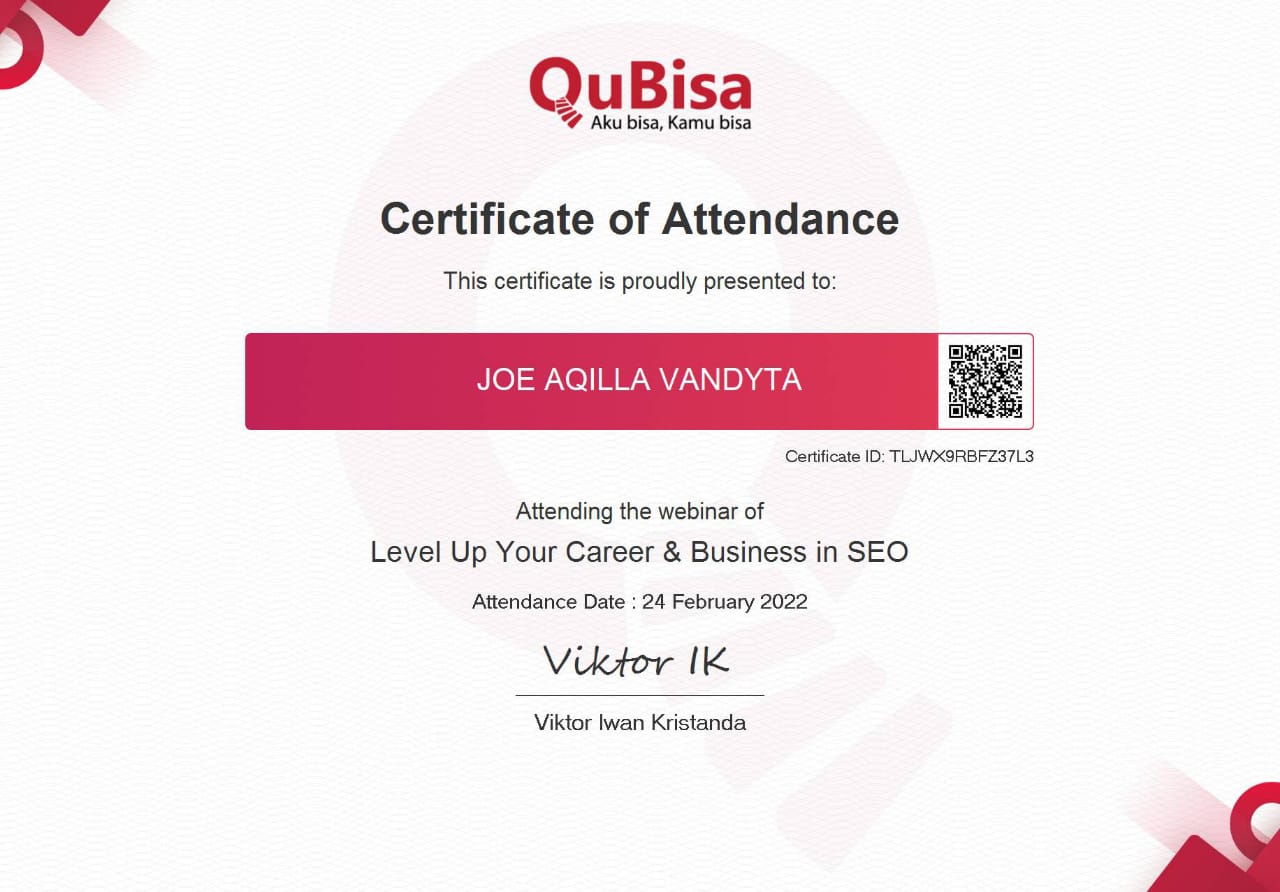 QuBisa
Aku bisa, Kamu bisa
Certificate of Attendance
This certificate is proudly presented to:
JOE AQILLA VANDYTA
Certificate ID: TLJWX9RBFZ37L3
Attending the webinar of
Level Up Your Career & Business in SEO
Attendance Date : 24 February 2022
Viktor IK
Viktor Iwan Kristanda